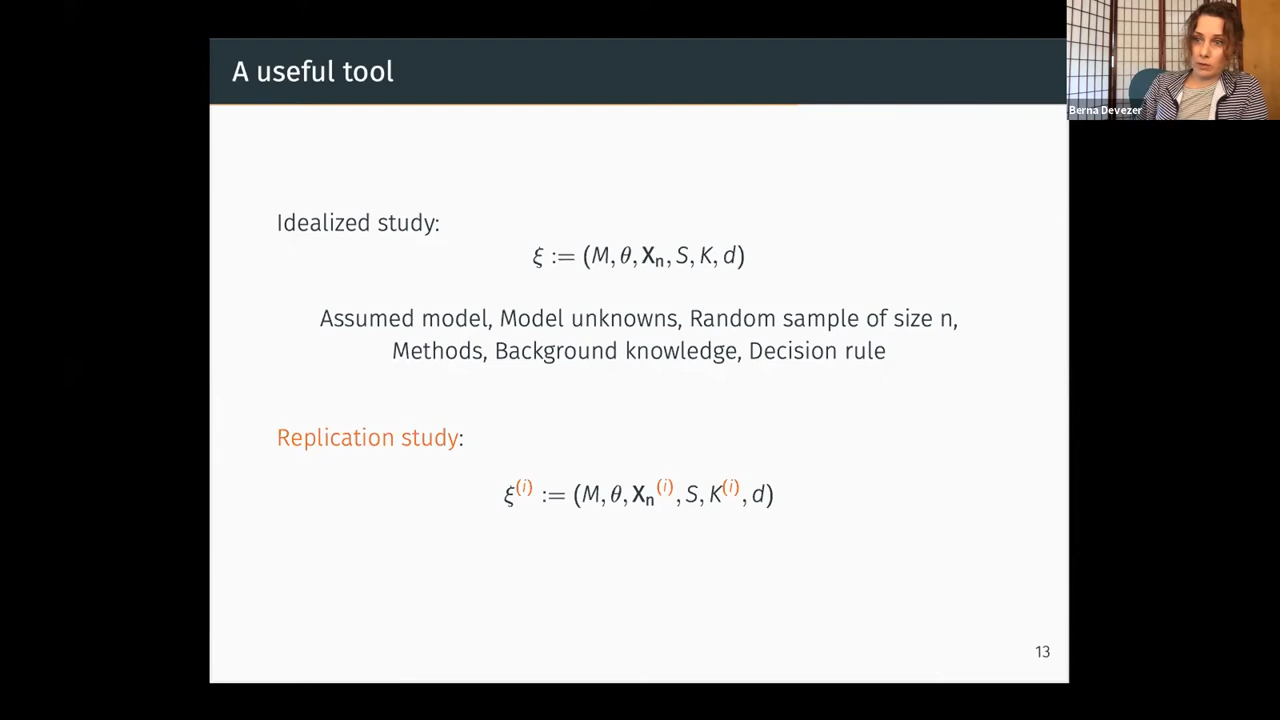 A useful tool
Berna Devezer
Idealized study:
ξ := (M, θ, Xₙ, S, K, d)
Assumed model, Model unknowns, Random sample of size n,
Methods, Background knowledge, Decision rule
Replication study:
ξ⁽ⁱ⁾ := (M, θ, Xₙ⁽ⁱ⁾, S, K⁽ⁱ⁾, d)
13